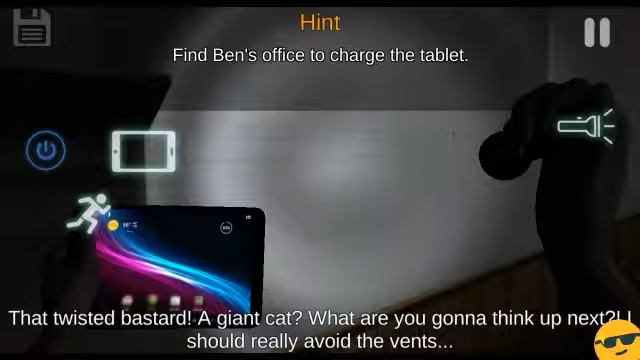 Hint
Find Ben's office to charge the tablet.
That twisted bastard! A giant cat? What are you gonna think up next?! I
should really avoid the vents...